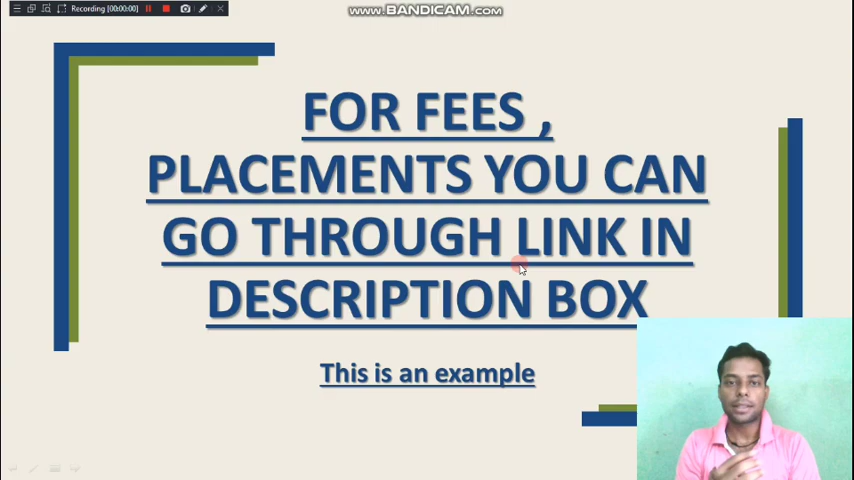 Recording [00:00:00]
www.BANDICAM.com
FOR FEES ,
PLACEMENTS YOU CAN
GO THROUGH LINK IN
DESCRIPTION BOX
This is an example